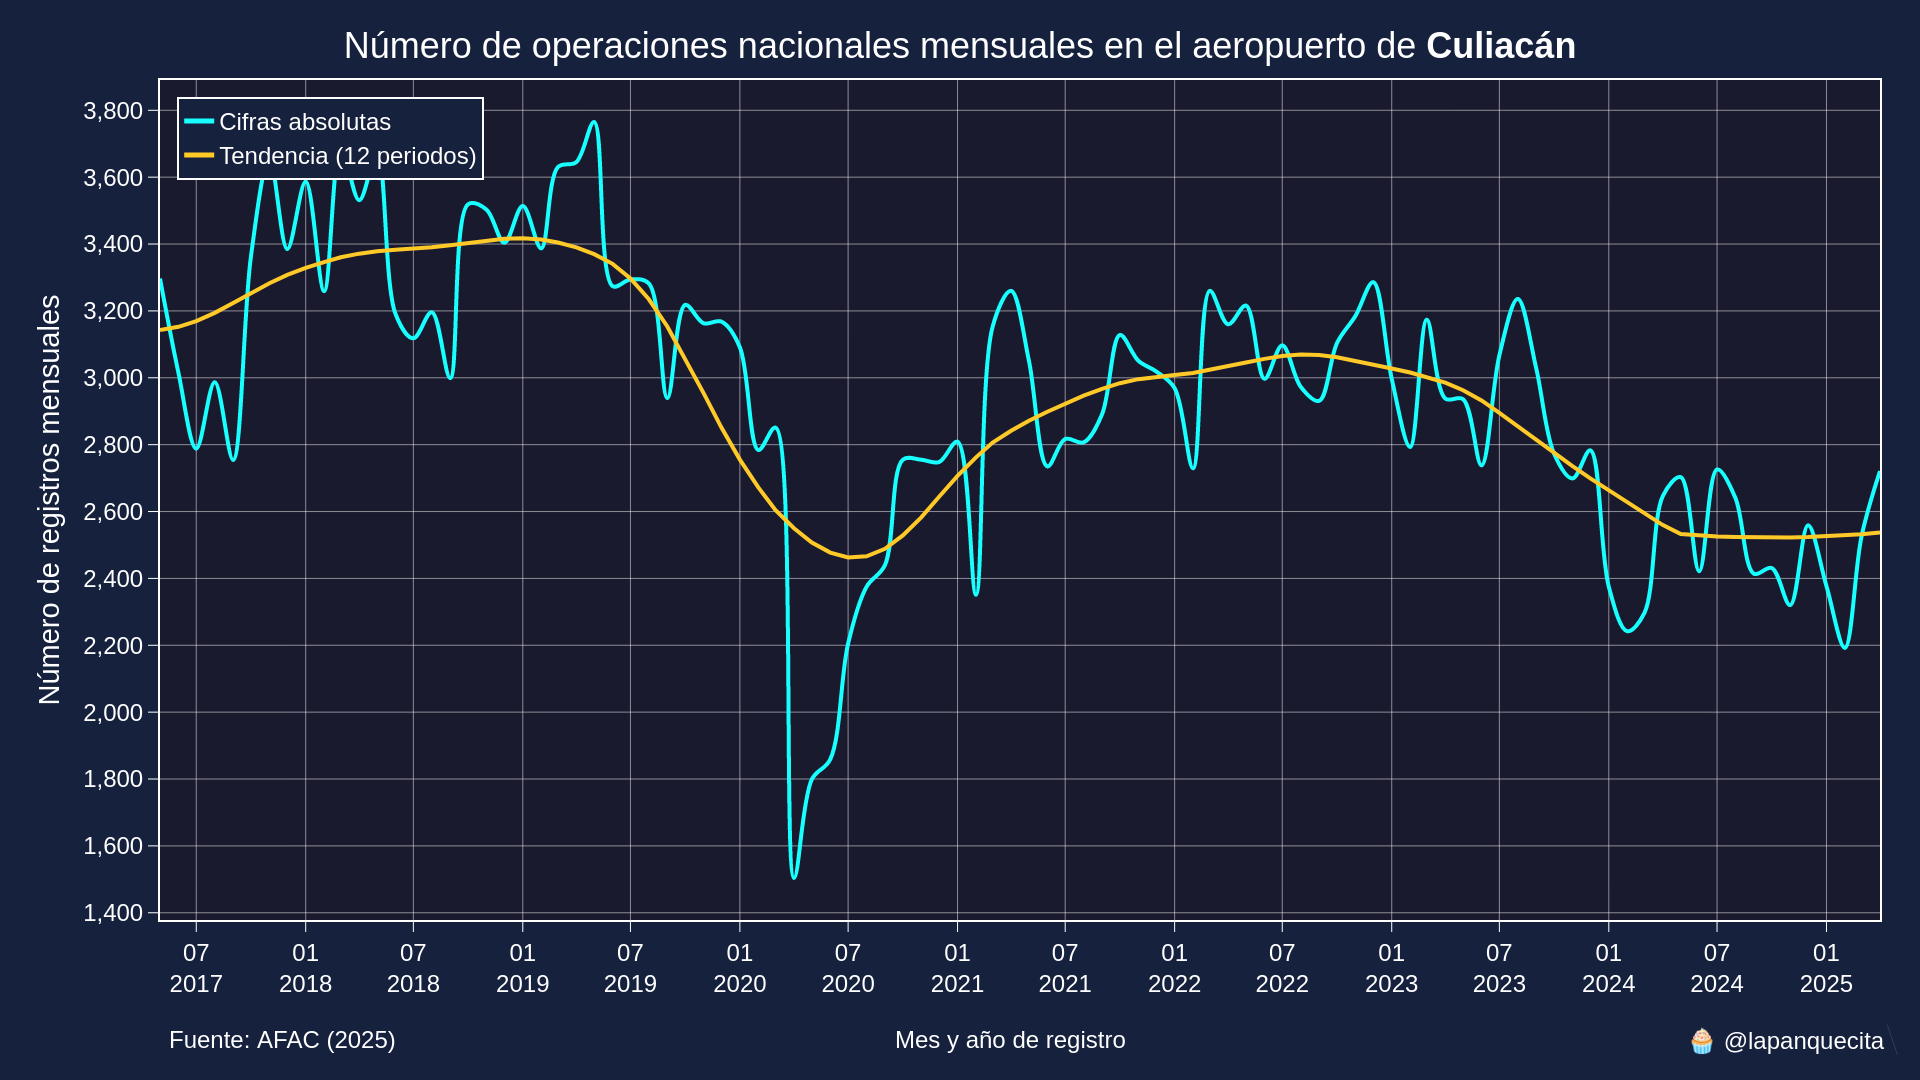 Número de operaciones nacionales mensuales en el aeropuerto de Culiacán
Cifras absolutas
Tendencia (12 periodos)
Número de registros mensuales
3,800
3,600
3,400
3,200
3,000
2,800
2,600
2,400
2,200
2,000
1,800
1,600
1,400
07 01 07 01 07 01 07 01 07 01 07 01 07 01 07 01
2017 2018 2018 2019 2019 2020 2020 2021 2021 2022 2022 2023 2023 2024 2024 2025
Fuente: AFAC (2025)
Mes y año de registro
🧁 @lapanquecita